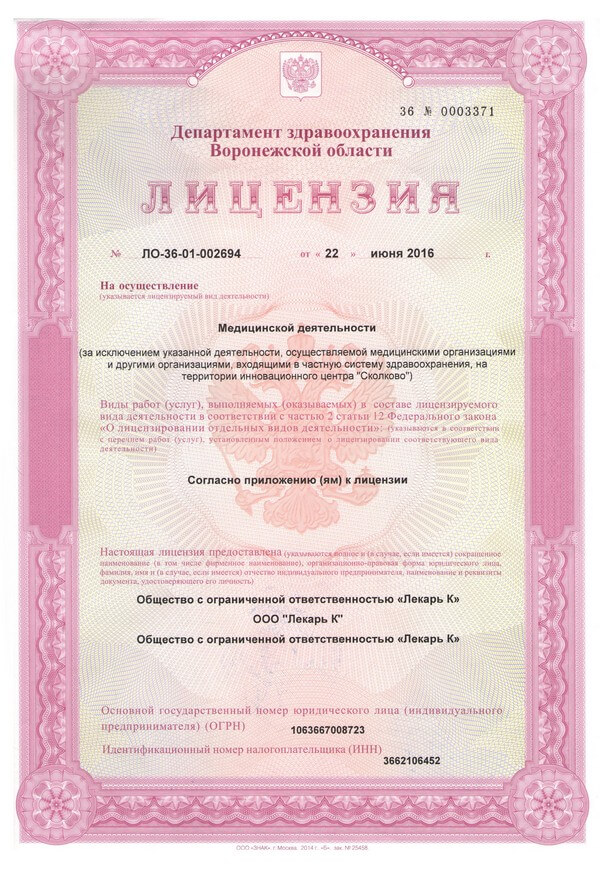 36 № 0003371
Департамент здравоохранения
Воронежской области
ЛИЦЕНЗИЯ
№ ЛО-36-01-002694 от « 22 » июня 2016 г.
На осуществление
(указывается лицензируемый вид деятельности)
Медицинской деятельности
(за исключением указанной деятельности, осуществляемой медицинскими организациями
и другими организациями, входящими в частную систему здравоохранения, на
территории инновационного центра "Сколково")
Виды работ (услуг), выполняемых (оказываемых) в составе лицензируемого
вида деятельности в соответствии с частью 2 статьи 12 Федерального закона
«О лицензировании отдельных видов деятельности»: (указываются в соответствии
с перечнем работ (услуг), установленным положением о лицензировании соответствующего вида
деятельности)
Согласно приложению (ям) к лицензии
Настоящая лицензия предоставлена (указываются полное и (в случае, если имеется) сокращенное
наименование (в том числе фирменное наименование), организационно-правовая форма юридического лица,
фамилия, имя и (в случае, если имеется) отчество индивидуального предпринимателя, наименование и реквизиты
документа, удостоверяющего его личность)
Общество с ограниченной ответственностью «Лекарь К»
ООО "Лекарь К"
Общество с ограниченной ответственностью «Лекарь К»
Основной государственный номер юридического лица (индивидуального
предпринимателя) (ОГРН) 1063667008723
Идентификационный номер налогоплательщика (ИНН) 3662106452
ООО «ЗНАК» г. Москва, 2014 г. «Б» зак. № 25458